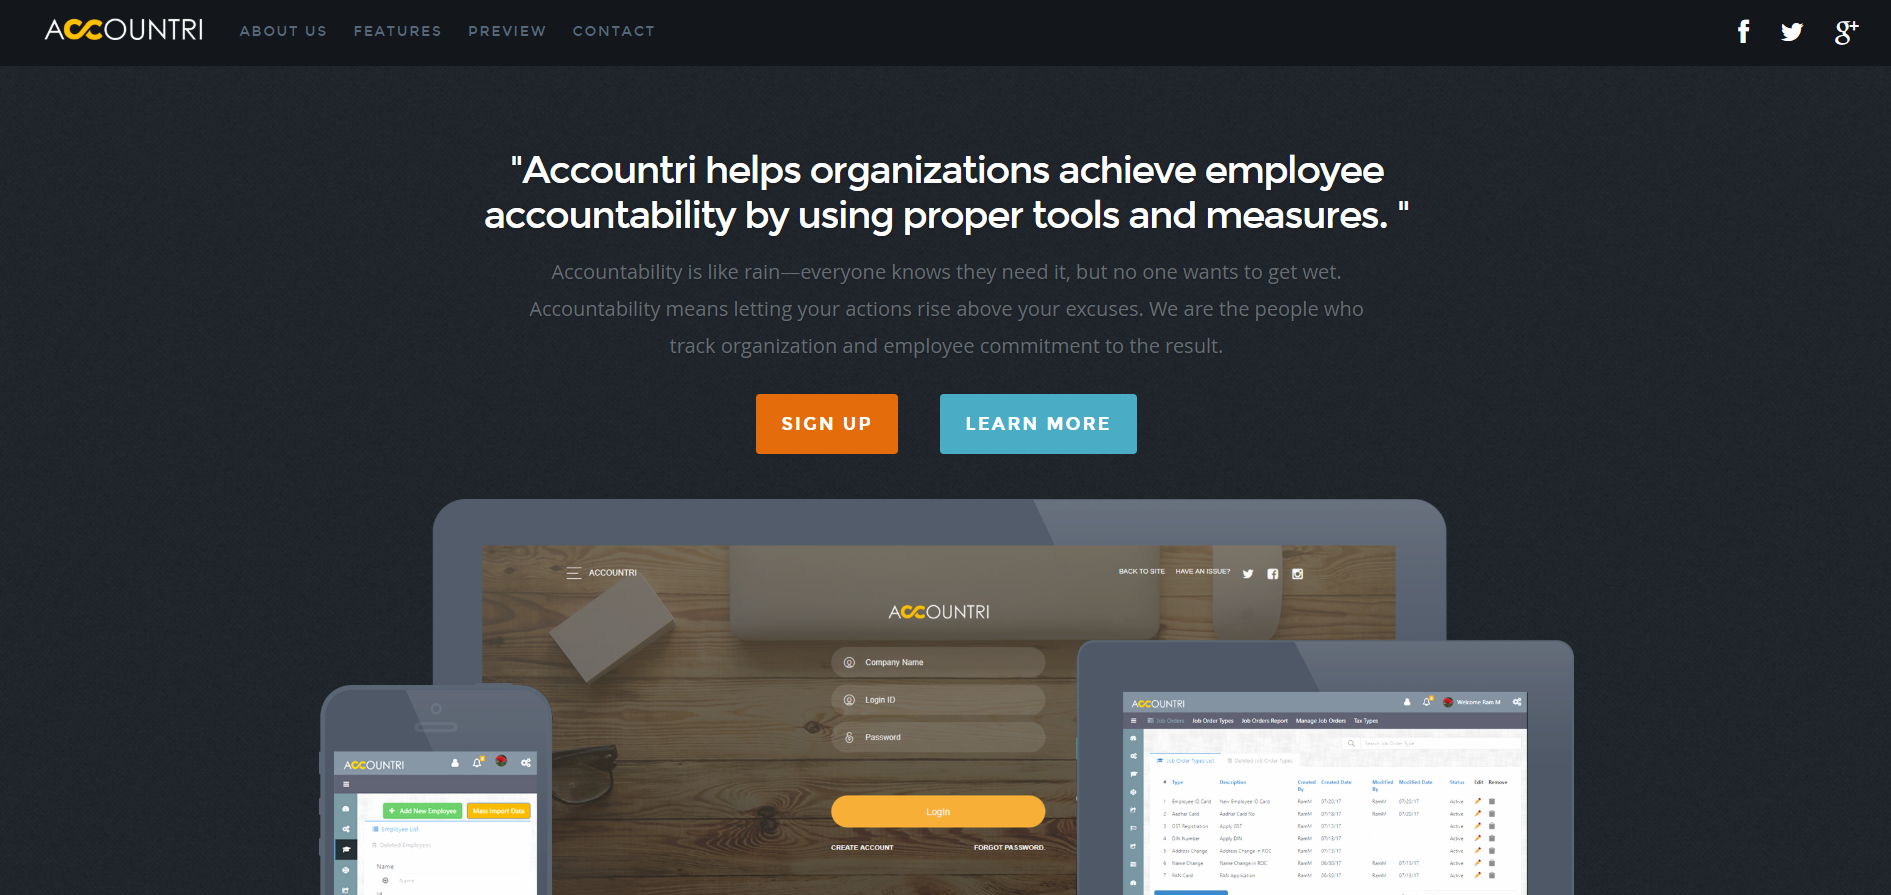 ACCOUNTRI
ABOUT US FEATURES PREVIEW CONTACT
"Accountri helps organizations achieve employee
accountability by using proper tools and measures. "
Accountability is like rain—everyone knows they need it, but no one wants to get wet.
Accountability means letting your actions rise above your excuses. We are the people who
track organization and employee commitment to the result.
SIGN UP LEARN MORE
ACCOUNTRI
BACK TO SITE HAVE AN ISSUE?
ACCOUNTRI
Company Name
Login ID
Password
Login
CREATE ACCOUNT FORGOT PASSWORD.
ACCOUNTRI
Add New Employee Mass Import Data
Employee List
Deleted Employees
Name
Name
Id
ACCOUNTRI Welcome Ram M
Job Orders Job Order Types Job Orders Report Manage Job Orders Tax Types
Search Job Order Type
Job Order Types List Deleted Job Order Types
# Type Description Created By Created Date Modified By Modified Date Status Edit Remove
1 Employee ID Card New Employee ID Card RamM 07/20/17 RamM 07/20/17 Active
2 Aadhar Card Aadhar Card No RamM 07/18/17 RamM 07/20/17 Active
3 GST Registration Apply GST RamM 07/13/17 Active
4 DIN Number Apply DIN RamM 07/13/17 Active
5 Address Change Address Change in ROC RamM 07/13/17 Active
6 Name Change Name Change in ROC RamM 06/30/17 RamM 07/13/17 Active
7 PAN Card PAN Application RamM 06/30/17 RamM 07/13/17 Active